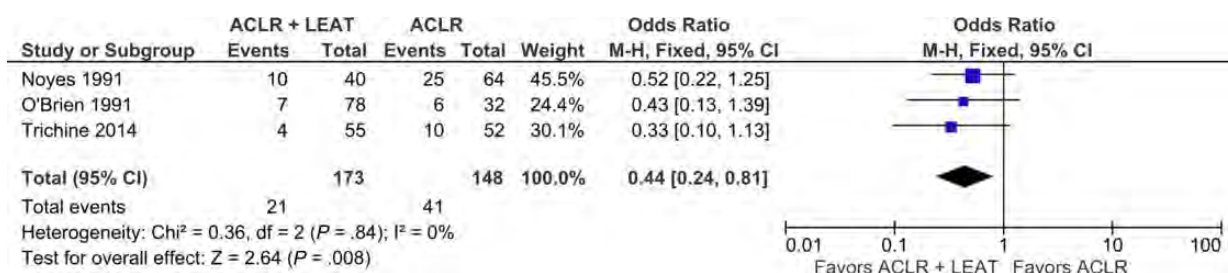 ACLR + LEAT ACLR Odds Ratio Odds Ratio
Study or Subgroup Events Total Events Total Weight M-H, Fixed, 95% CI M-H, Fixed, 95% CI
Noyes 1991 10 40 25 64 45.5% 0.52 [0.22, 1.25]
O'Brien 1991 7 78 6 32 24.4% 0.43 [0.13, 1.39]
Trichine 2014 4 55 10 52 30.1% 0.33 [0.10, 1.13]
Total (95% CI) 173 148 100.0% 0.44 [0.24, 0.81]
Total events 21 41
Heterogeneity: Chi² = 0.36, df = 2 (P = .84); I² = 0%
Test for overall effect: Z = 2.64 (P = .008)
0.01 0.1 1 10 100
Favors ACLR + LEAT Favors ACLR